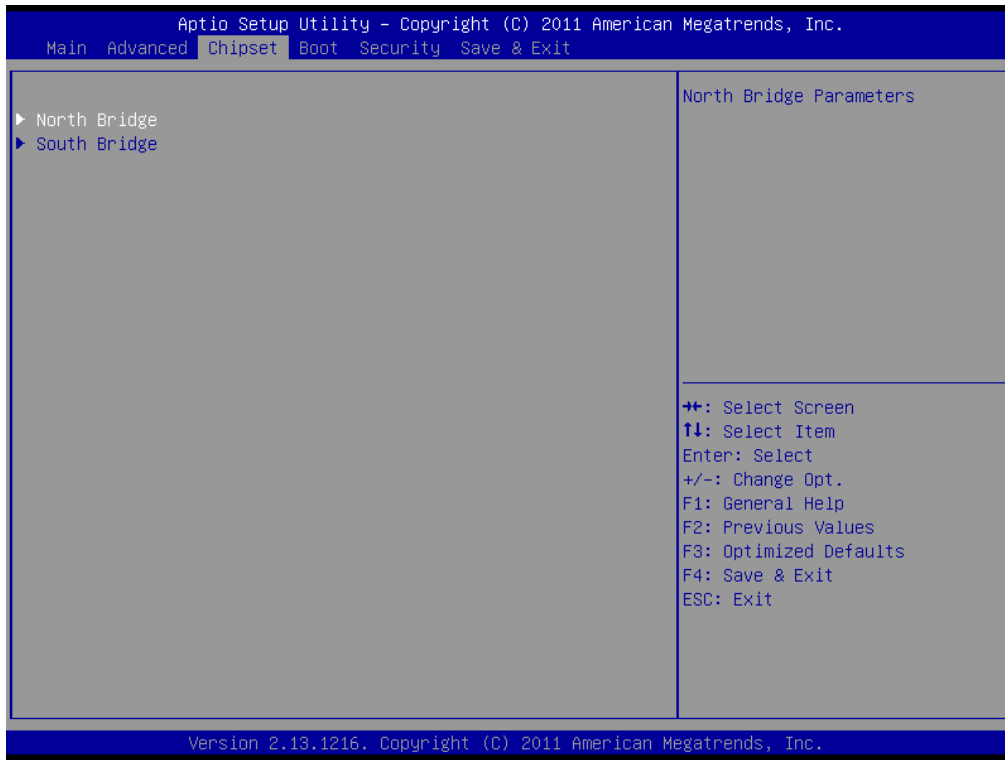 Aptio Setup Utility – Copyright (C) 2011 American Megatrends, Inc.
Main Advanced Chipset Boot Security Save & Exit
North Bridge
South Bridge
North Bridge Parameters
→←: Select Screen
↑↓: Select Item
Enter: Select
+/-: Change Opt.
F1: General Help
F2: Previous Values
F3: Optimized Defaults
F4: Save & Exit
ESC: Exit
Version 2.13.1216. Copyright (C) 2011 American Megatrends, Inc.